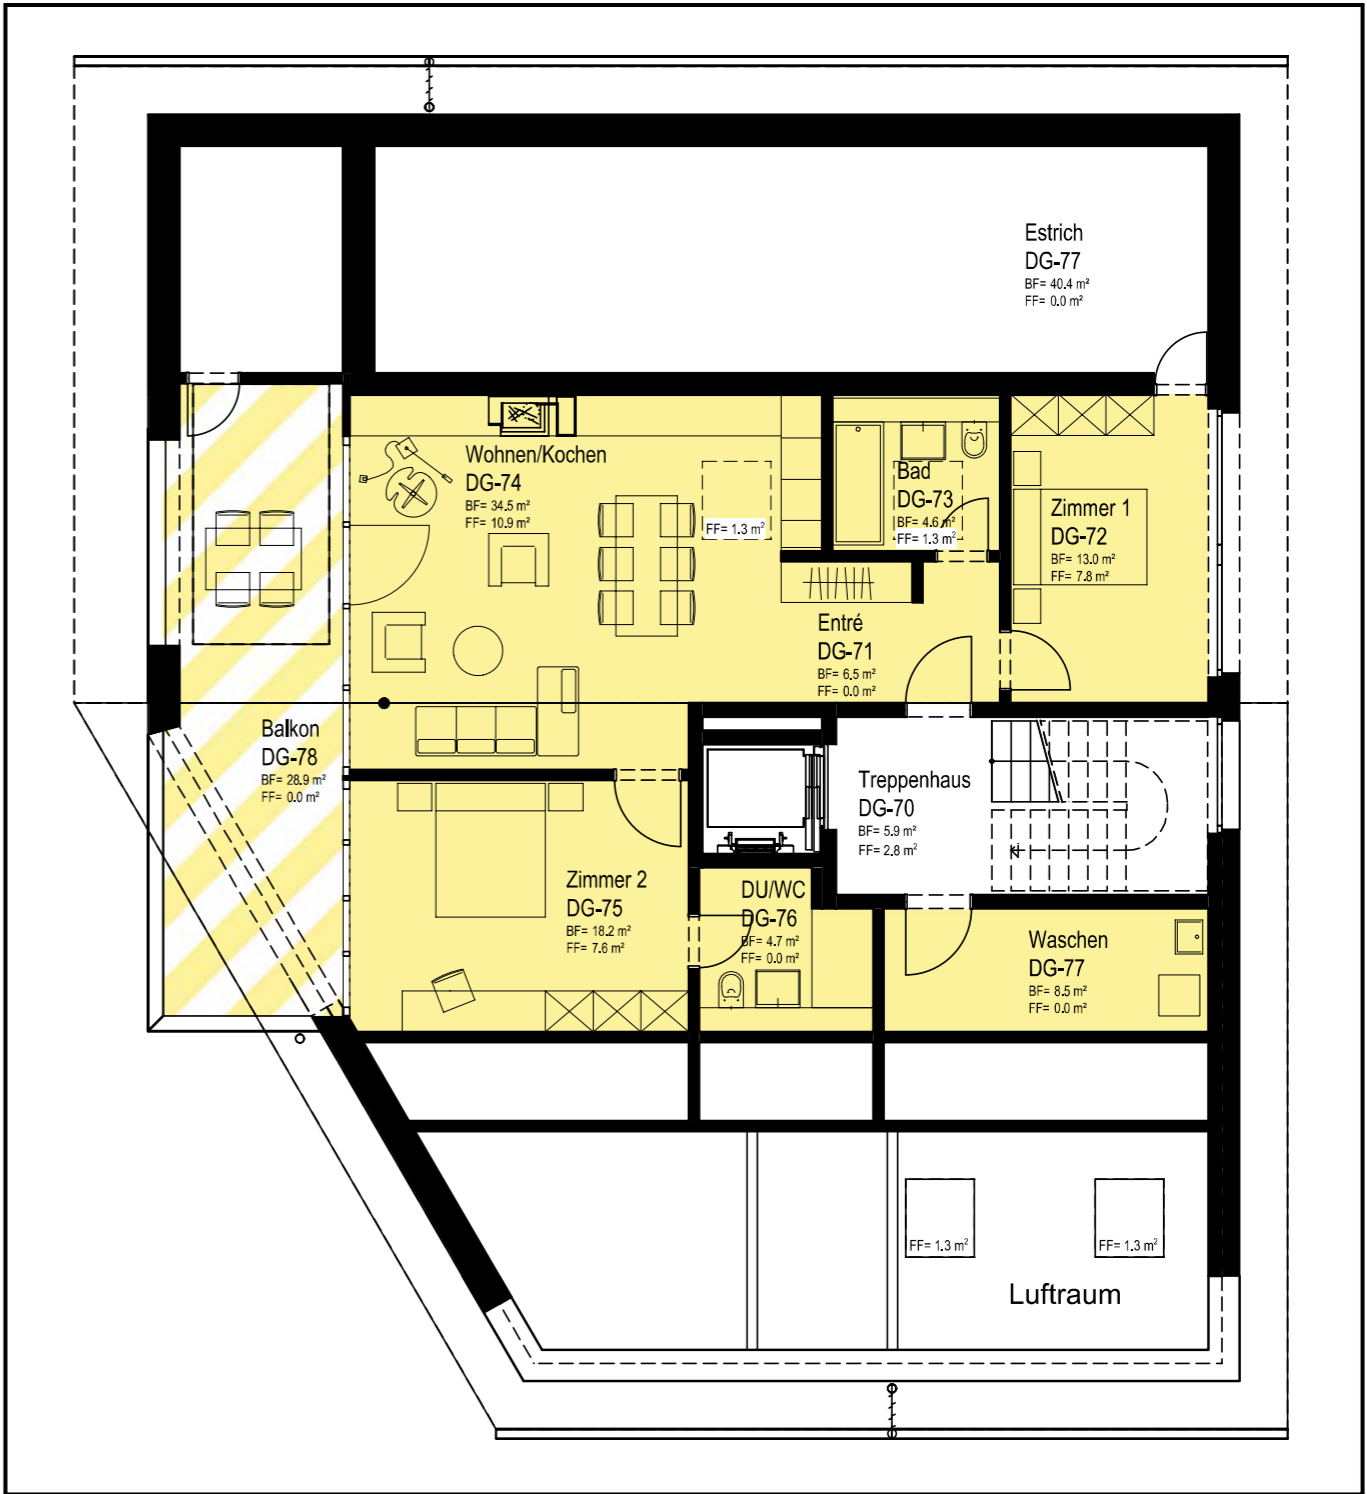 Estrich
DG-77
BF= 40.4 m²
FF= 0.0 m²
Wohnen/Kochen
DG-74
BF= 34.5 m²
FF= 10.9 m²
FF= 1.3 m²
Bad
DG-73
BF= 4.6 m²
FF= 1.3 m²
Zimmer 1
DG-72
BF= 13.0 m²
FF= 7.8 m²
Entré
DG-71
BF= 6.5 m²
FF= 0.0 m²
Balkon
DG-78
BF= 28.9 m²
FF= 0.0 m²
Treppenhaus
DG-70
BF= 5.9 m²
FF= 2.8 m²
Zimmer 2
DG-75
BF= 18.2 m²
FF= 7.6 m²
DU/WC
DG-76
BF= 4.7 m²
FF= 0.0 m²
Waschen
DG-77
BF= 8.5 m²
FF= 0.0 m²
FF= 1.3 m²
FF= 1.3 m²
Luftraum